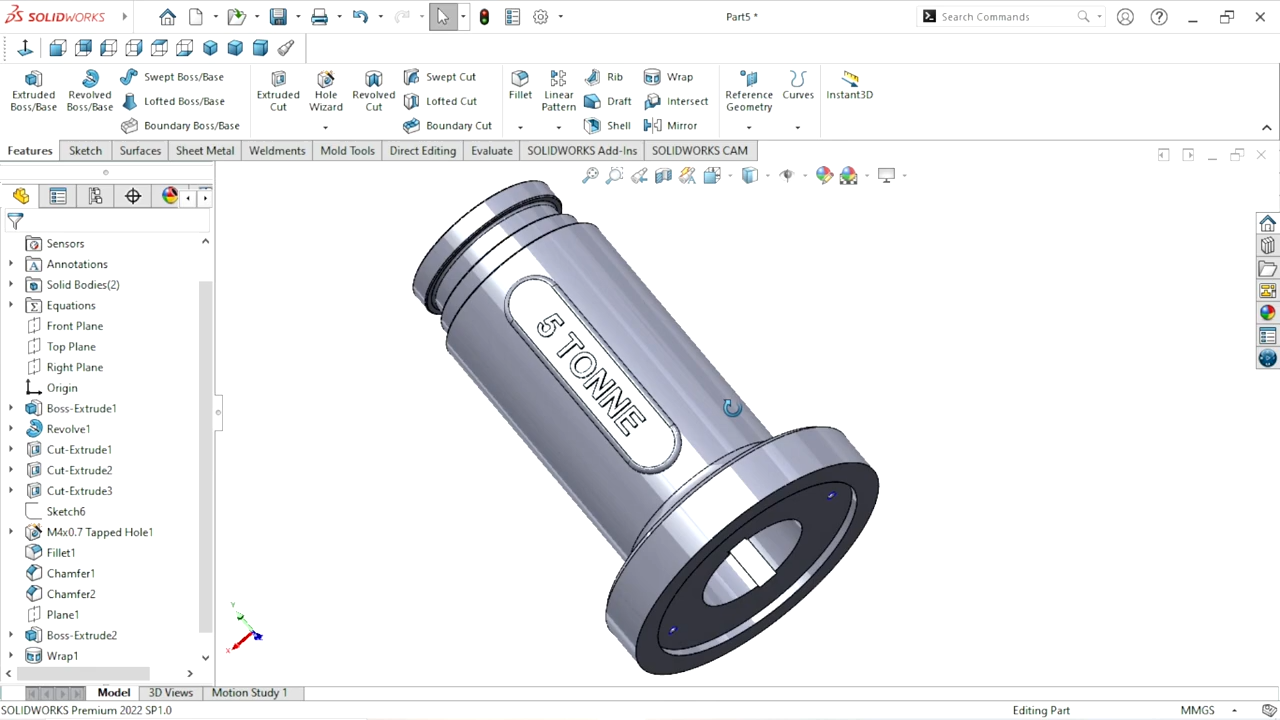 SOLIDWORKS
Part5 *
Search Commands
Extruded Boss/Base
Revolved Boss/Base
Swept Boss/Base
Lofted Boss/Base
Boundary Boss/Base
Extruded Cut
Hole Wizard
Revolved Cut
Swept Cut
Lofted Cut
Boundary Cut
Fillet
Linear Pattern
Rib
Draft
Shell
Wrap
Intersect
Mirror
Reference Geometry
Curves
Instant3D
Features
Sketch
Surfaces
Sheet Metal
Weldments
Mold Tools
Direct Editing
Evaluate
SOLIDWORKS Add-Ins
SOLIDWORKS CAM
Sensors
Annotations
Solid Bodies(2)
Equations
Front Plane
Top Plane
Right Plane
Origin
Boss-Extrude1
Revolve1
Cut-Extrude1
Cut-Extrude2
Cut-Extrude3
Sketch6
M4x0.7 Tapped Hole1
Fillet1
Chamfer1
Chamfer2
Plane1
Boss-Extrude2
Wrap1
5 TONNE
Y
X
Model
3D Views
Motion Study 1
SOLIDWORKS Premium 2022 SP1.0
Editing Part
MMGS